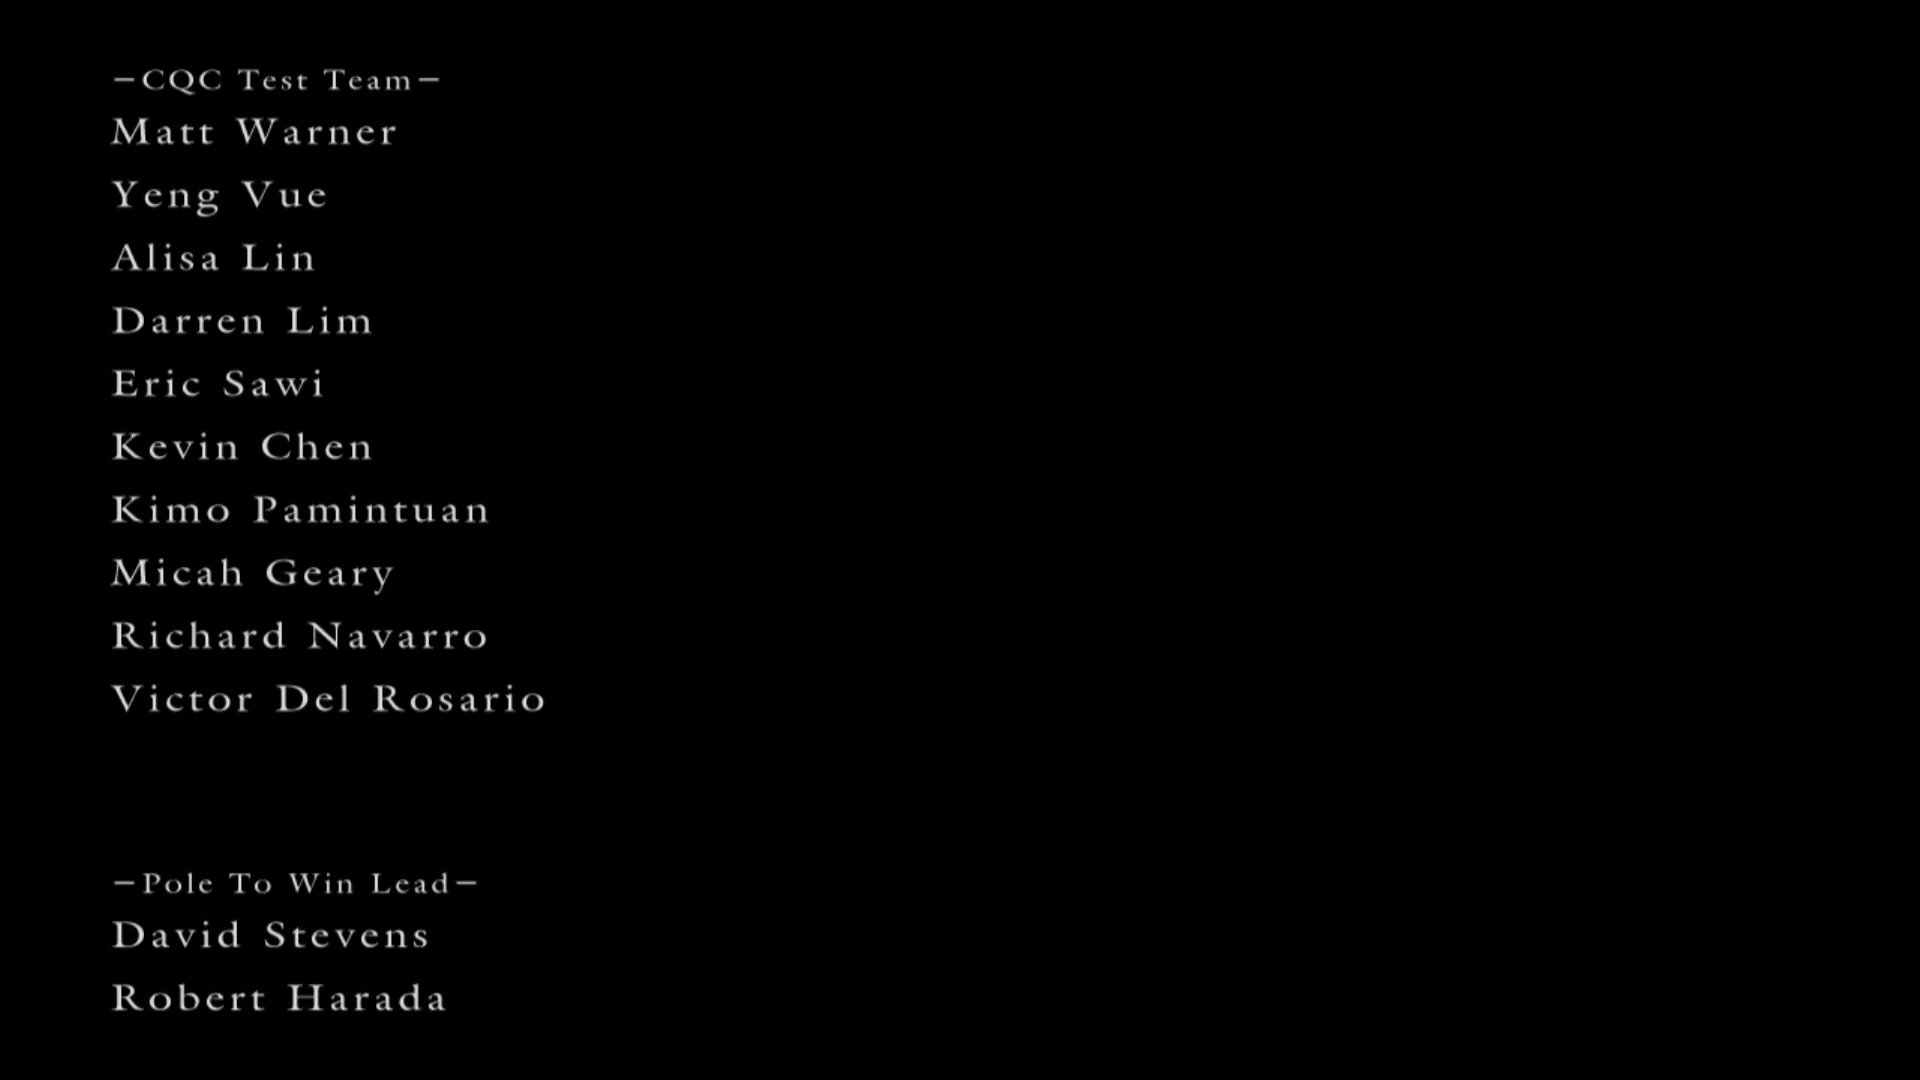 —CQC Test Team—
Matt Warner
Yeng Vue
Alisa Lin
Darren Lim
Eric Sawi
Kevin Chen
Kimo Pamintuan
Micah Geary
Richard Navarro
Victor Del Rosario
—Pole To Win Lead—
David Stevens
Robert Harada